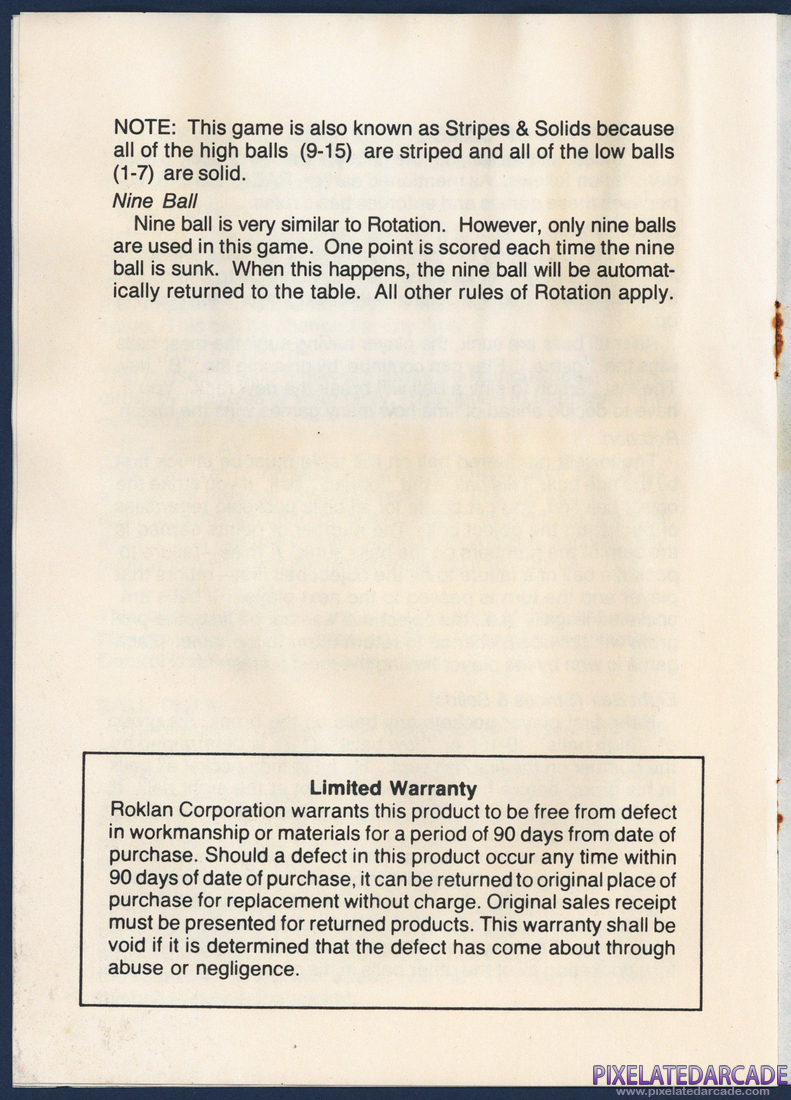 NOTE: This game is also known as Stripes & Solids because
all of the high balls (9-15) are striped and all of the low balls
(1-7) are solid.
Nine Ball
Nine ball is very similar to Rotation. However, only nine balls
are used in this game. One point is scored each time the nine
ball is sunk. When this happens, the nine ball will be automat-
ically returned to the table. All other rules of Rotation apply.
Limited Warranty
Roklan Corporation warrants this product to be free from defect
in workmanship or materials for a period of 90 days from date of
purchase. Should a defect in this product occur any time within
90 days of date of purchase, it can be returned to original place of
purchase for replacement without charge. Original sales receipt
must be presented for returned products. This warranty shall be
void if it is determined that the defect has come about through
abuse or negligence.
PIXELATEDARCADE
www.pixelatedarcade.com